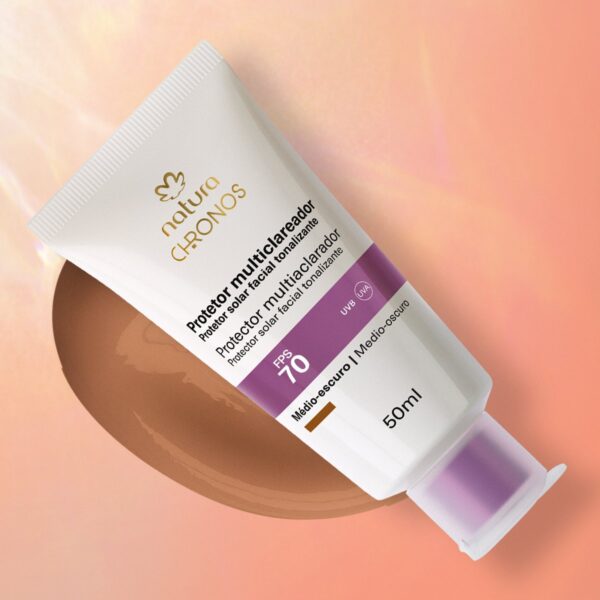 natura
CHRONOS
Protetor multiclareador
Protetor solar facial tonalizante
Protector multiaclarador
Protector solar facial tonalizante
FPS
70
UVB UVA
Médio-escuro | Medio-oscuro
50ml